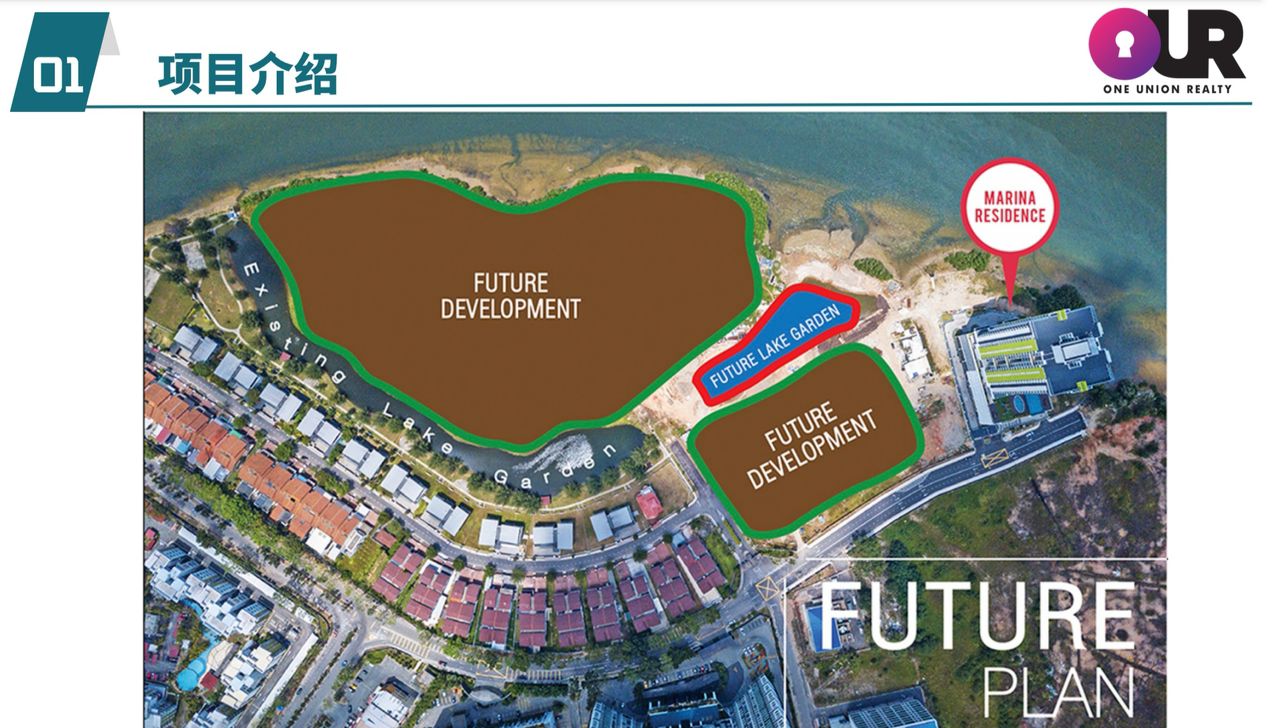 01
项目介绍
OUR
ONE UNION REALTY
MARINA
RESIDENCE
FUTURE
DEVELOPMENT
FUTURE LAKE GARDEN
Existing Lake Garden
FUTURE
DEVELOPMENT
FUTURE
PLAN